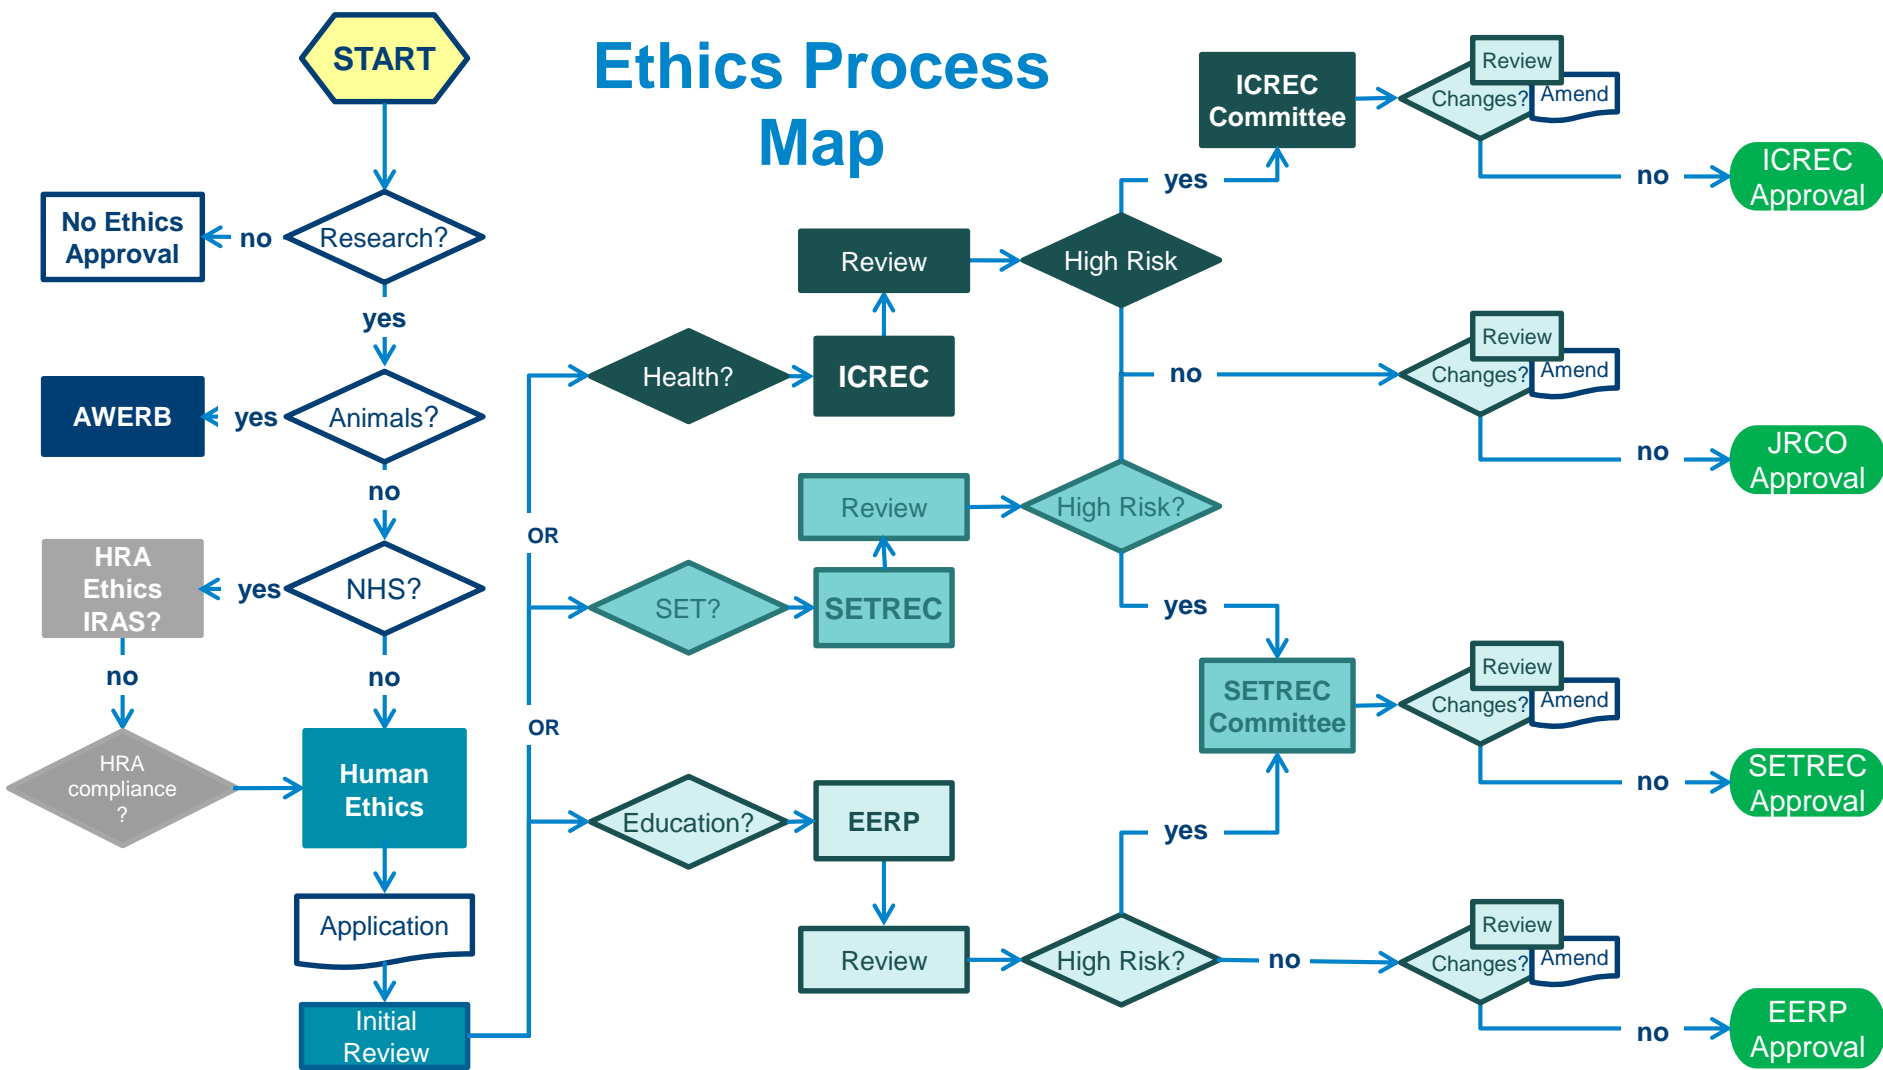 Ethics Process
Map
START
Research?
no
No Ethics
Approval
yes
Animals?
yes
AWERB
no
NHS?
yes
HRA
Ethics
IRAS?
no
HRA
compliance
?
no
Human
Ethics
Application
Initial
Review
OR
OR
Health?
ICREC
Review
High Risk
yes
ICREC
Committee
Changes?
Review
Amend
no
ICREC
Approval
no
Changes?
Review
Amend
no
JRCO
Approval
SET?
SETREC
Review
High Risk?
yes
SETREC
Committee
Changes?
Review
Amend
no
SETREC
Approval
Education?
EERP
Review
High Risk?
yes
no
Changes?
Review
Amend
no
EERP
Approval